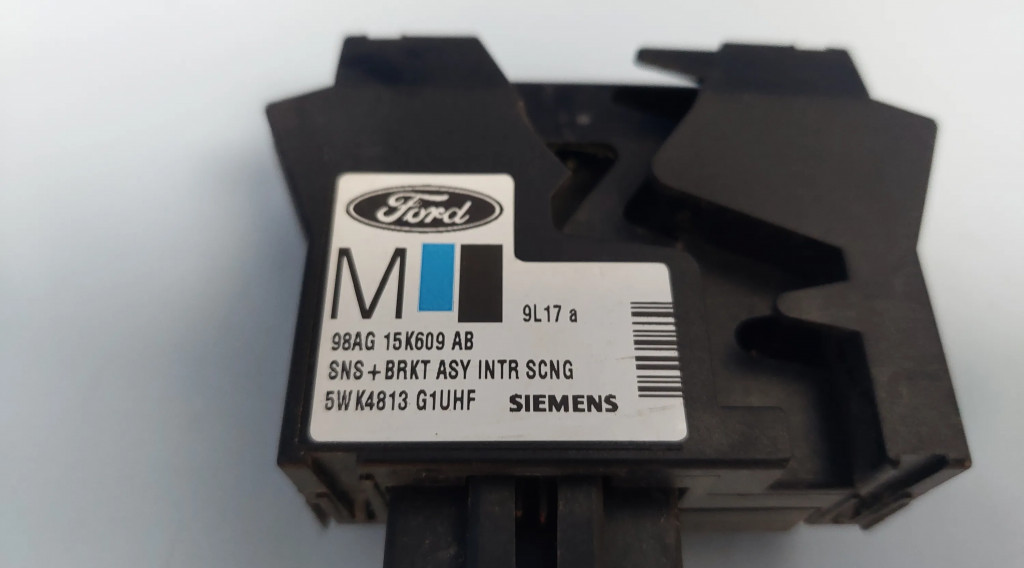 Ford
M
9L17 a
98AG 15K609 AB
SNS + BRKT ASY INTR SCNG
5WK4813 G1UHF SIEMENS